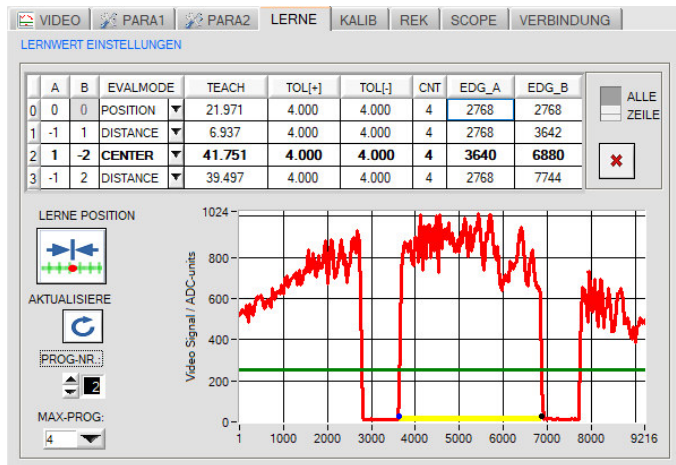 VIDEO PARA1 PARA2 LERNE KALIB REK SCOPE VERBINDUNG
LERNWERT EINSTELLUNGEN
A B EVALMODE TEACH TOL[+] TOL[-] CNT EDG_A EDG_B
0 0 0 POSITION 21.971 4.000 4.000 4 2768 2768
1 -1 1 DISTANCE 6.937 4.000 4.000 4 2768 3642
2 1 -2 CENTER 41.751 4.000 4.000 4 3640 6880
3 -1 2 DISTANCE 39.497 4.000 4.000 4 2768 7744
ALLE
ZEILE
LERNE POSITION
AKTUALISIERE
PROG-NR.:
2
MAX-PROG:
4
Video Signal / ADC-units
1024
800
600
400
200
0
1 1000 2000 3000 4000 5000 6000 7000 8000 9216